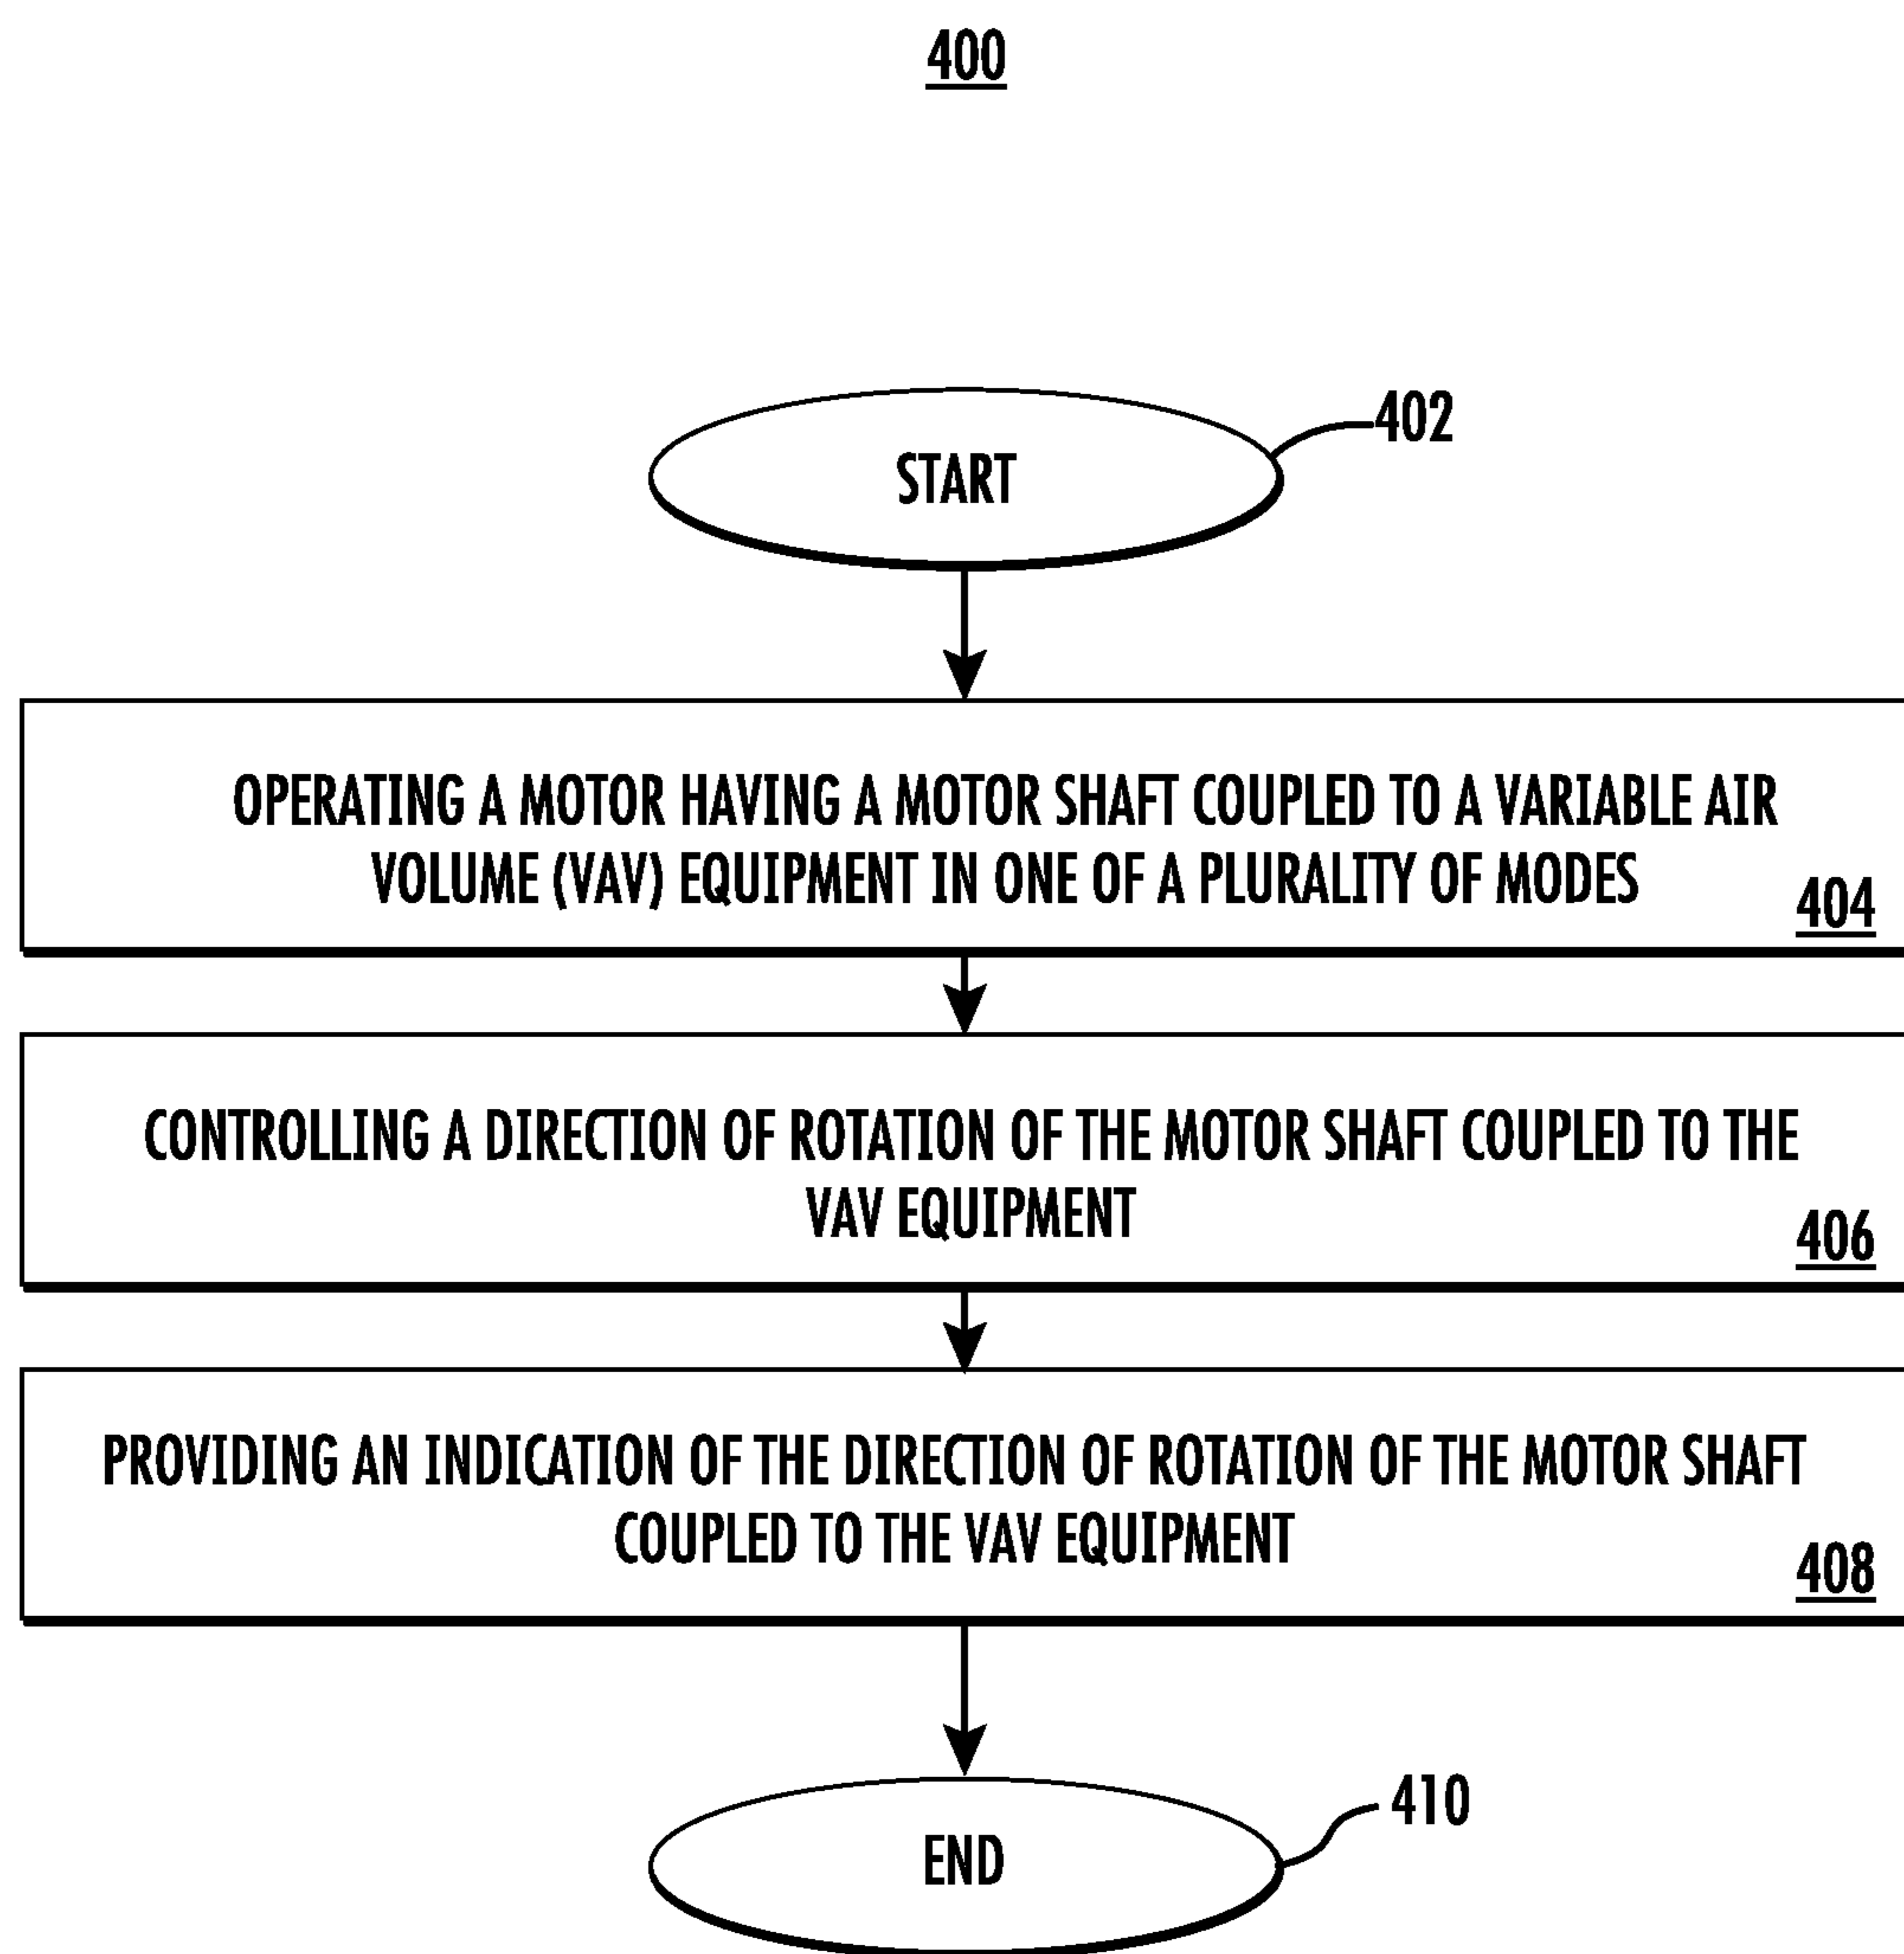 400
402
START
OPERATING A MOTOR HAVING A MOTOR SHAFT COUPLED TO A VARIABLE AIR
VOLUME (VAV) EQUIPMENT IN ONE OF A PLURALITY OF MODES
404
CONTROLLING A DIRECTION OF ROTATION OF THE MOTOR SHAFT COUPLED TO THE
VAV EQUIPMENT
406
PROVIDING AN INDICATION OF THE DIRECTION OF ROTATION OF THE MOTOR SHAFT
COUPLED TO THE VAV EQUIPMENT
408
410
END